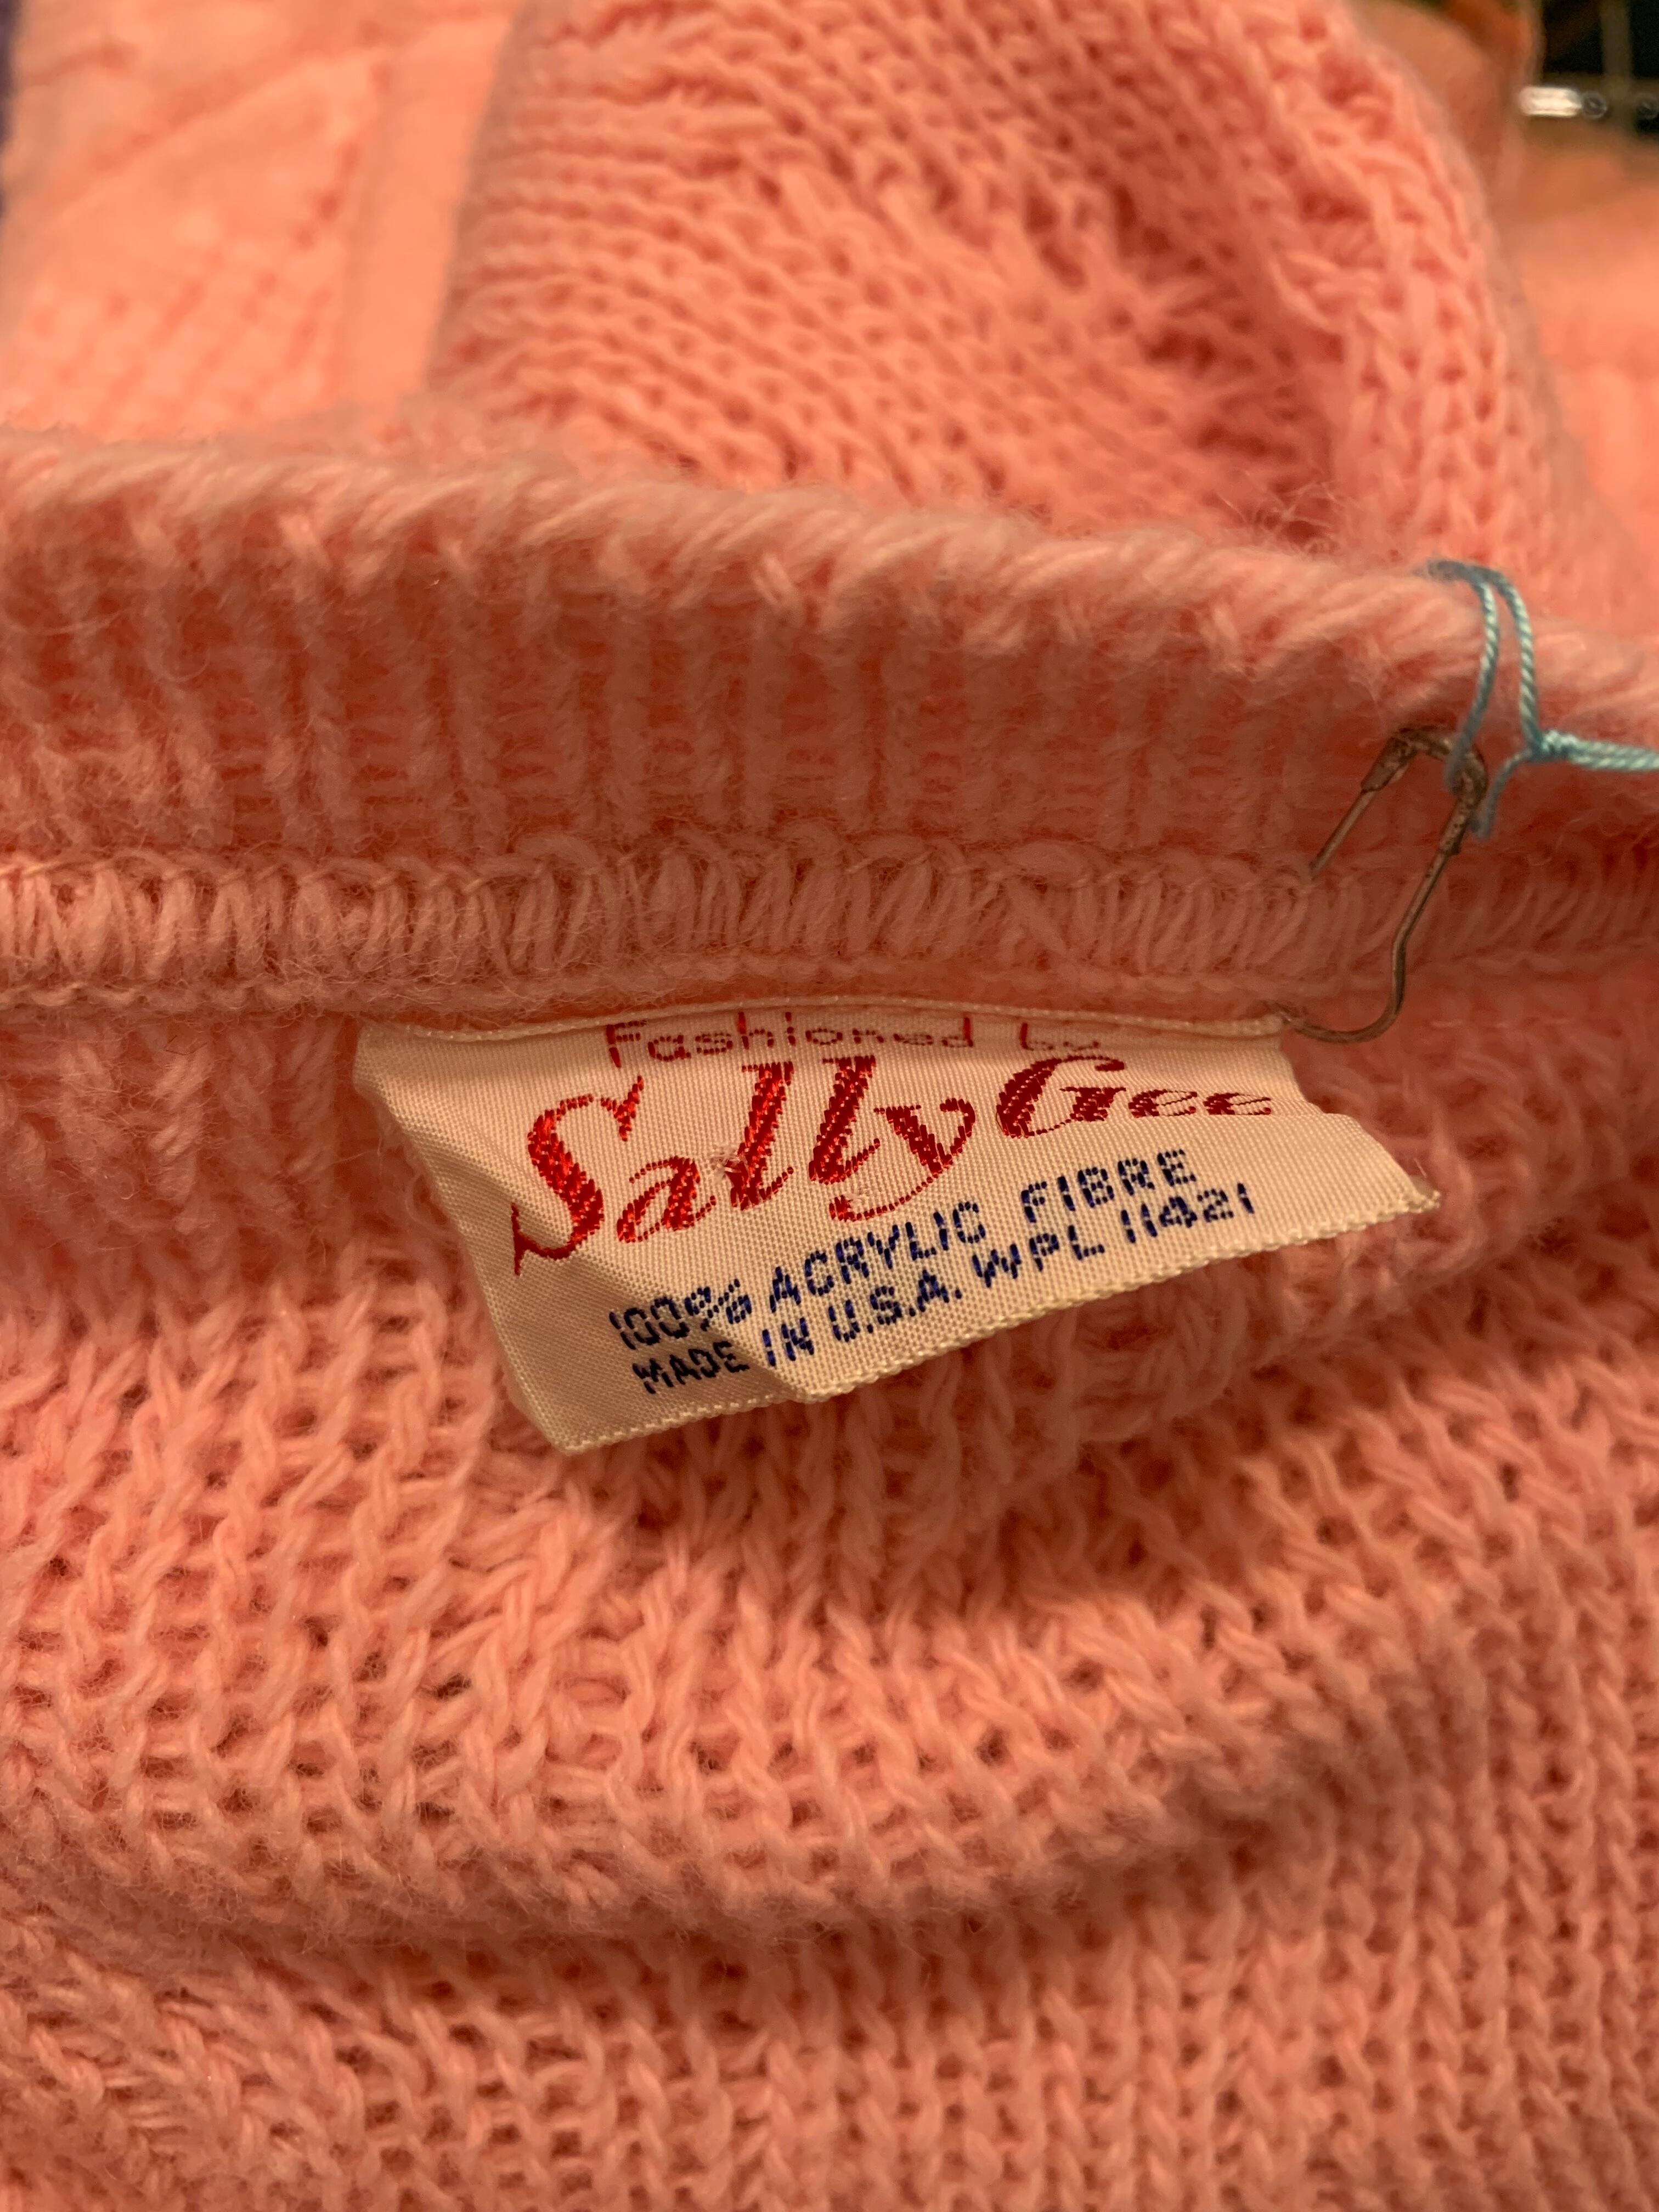 Fashioned by
Sally Gee
100% ACRYLIC FIBRE
MADE IN U.S.A. WPL 11421